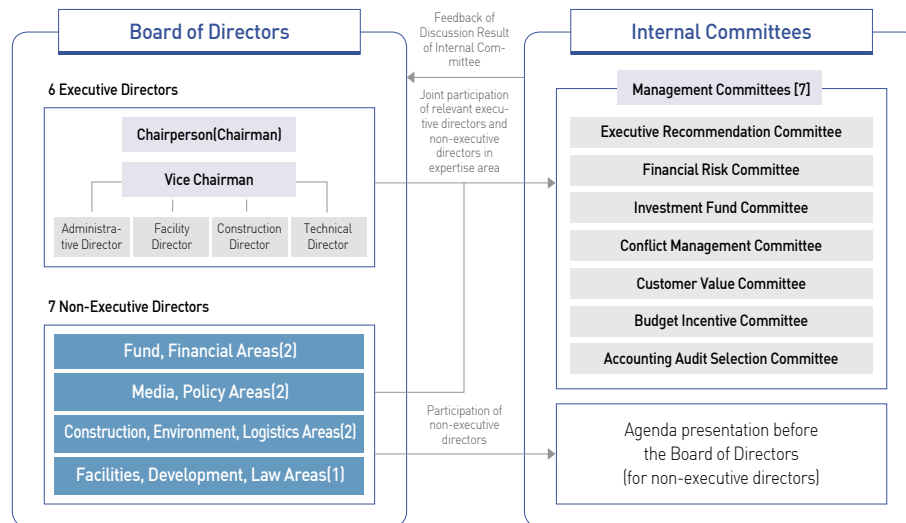 Board of Directors
6 Executive Directors
Chairperson(Chairman)
Vice Chairman
Administra-
tive Director
Facility
Director
Construction
Director
Technical
Director
7 Non-Executive Directors
Fund, Financial Areas(2)
Media, Policy Areas(2)
Construction, Environment, Logistics Areas(2)
Facilities, Development, Law Areas(1)
Feedback of
Discussion Result
of Internal Com-
mittee
Joint participation
of relevant execu-
tive directors and
non-executive
directors in
expertise area
Participation of
non-executive
directors
Internal Committees
Management Committees [7]
Executive Recommendation Committee
Financial Risk Committee
Investment Fund Committee
Conflict Management Committee
Customer Value Committee
Budget Incentive Committee
Accounting Audit Selection Committee
Agenda presentation before
the Board of Directors
(for non-executive directors)